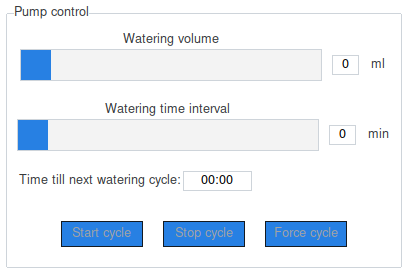 Pump control
Watering volume
0 ml
Watering time interval
0 min
Time till next watering cycle: 00:00
Start cycle Stop cycle Force cycle